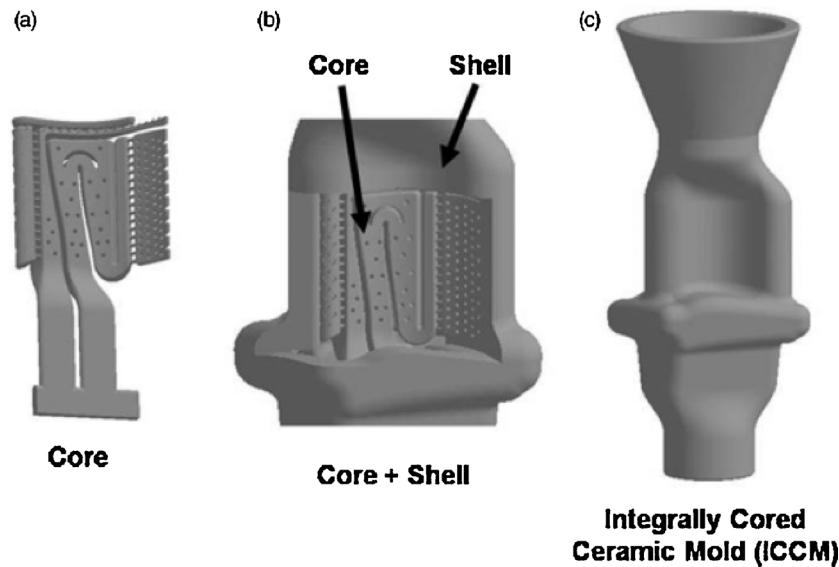 (a)
(b)
(c)
Core
Shell
Core
Core + Shell
Integrally Cored
Ceramic Mold (ICCM)